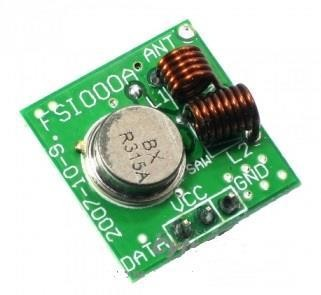 FS1000A ANT
L1
BX
R315A
SAW
L2
2007-10-9
VCC
DATA
GND